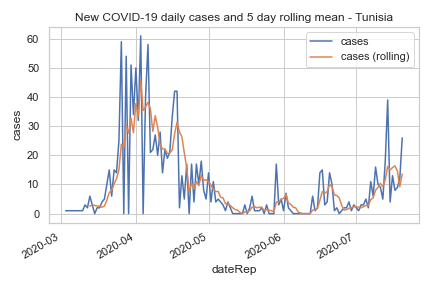 New COVID-19 daily cases and 5 day rolling mean - Tunisia
cases
cases (rolling)
cases
60
50
40
30
20
10
0
2020-03
2020-04
2020-05
2020-06
2020-07
dateRep